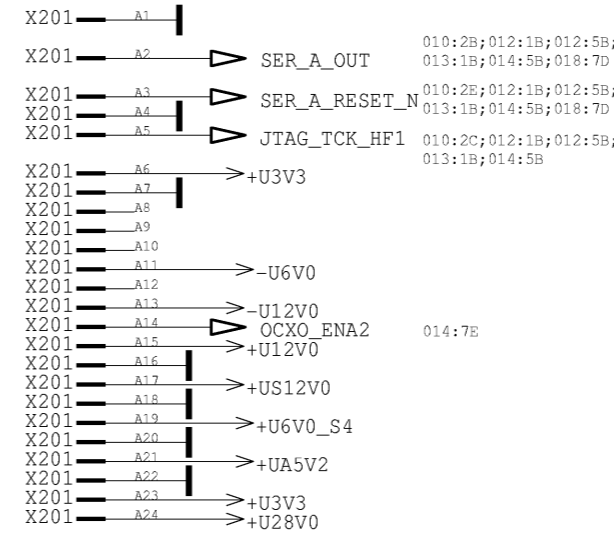 X201 A1
010:2B;012:1B;012:5B;
X201 A2 SER_A_OUT 013:1B;014:5B;018:7D
X201 A3 SER_A_RESET_N 010:2E;012:1B;012:5B;
X201 A4 013:1B;014:5B;018:7D
X201 A5 JTAG_TCK_HF1 010:2C;012:1B;012:5B;
013:1B;014:5B
X201 A6 +U3V3
X201 A7
X201 A8
X201 A9
X201 A10
X201 A11 -U6V0
X201 A12
X201 A13 -U12V0
X201 A14 OCXO_ENA2 014:7E
X201 A15 +U12V0
X201 A16
X201 A17 +US12V0
X201 A18
X201 A19 +U6V0_S4
X201 A20
X201 A21 +UA5V2
X201 A22
X201 A23 +U3V3
X201 A24 +U28V0